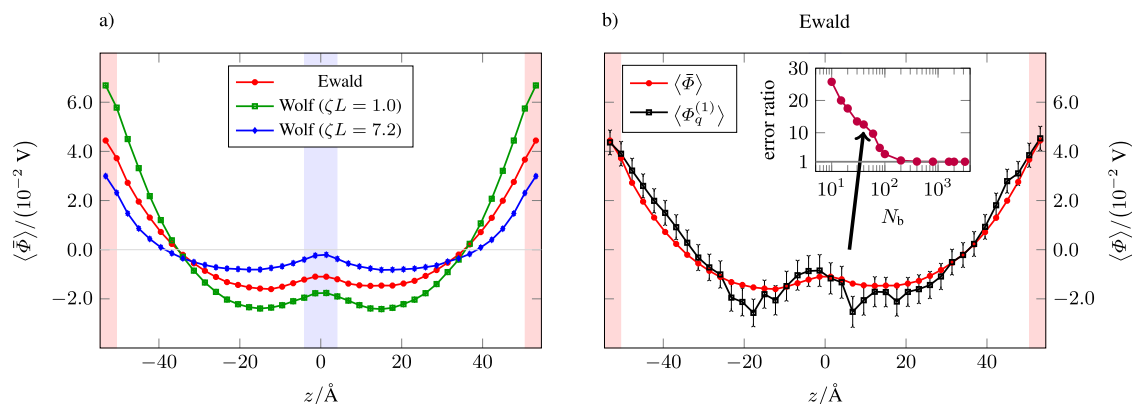 a)
⟨Φ̄⟩/(10⁻² V)
6.0
4.0
2.0
0.0
−2.0
−40
−20
0
20
40
z/Å
Ewald
Wolf (ζL = 1.0)
Wolf (ζL = 7.2)
b)
Ewald
⟨Φ̄⟩
⟨Φ_q^(1)⟩
error ratio
30
10
1
10¹
10²
10³
N_b
6.0
4.0
2.0
0.0
−2.0
⟨Φ̄⟩/(10⁻² V)
−40
−20
0
20
40
z/Å